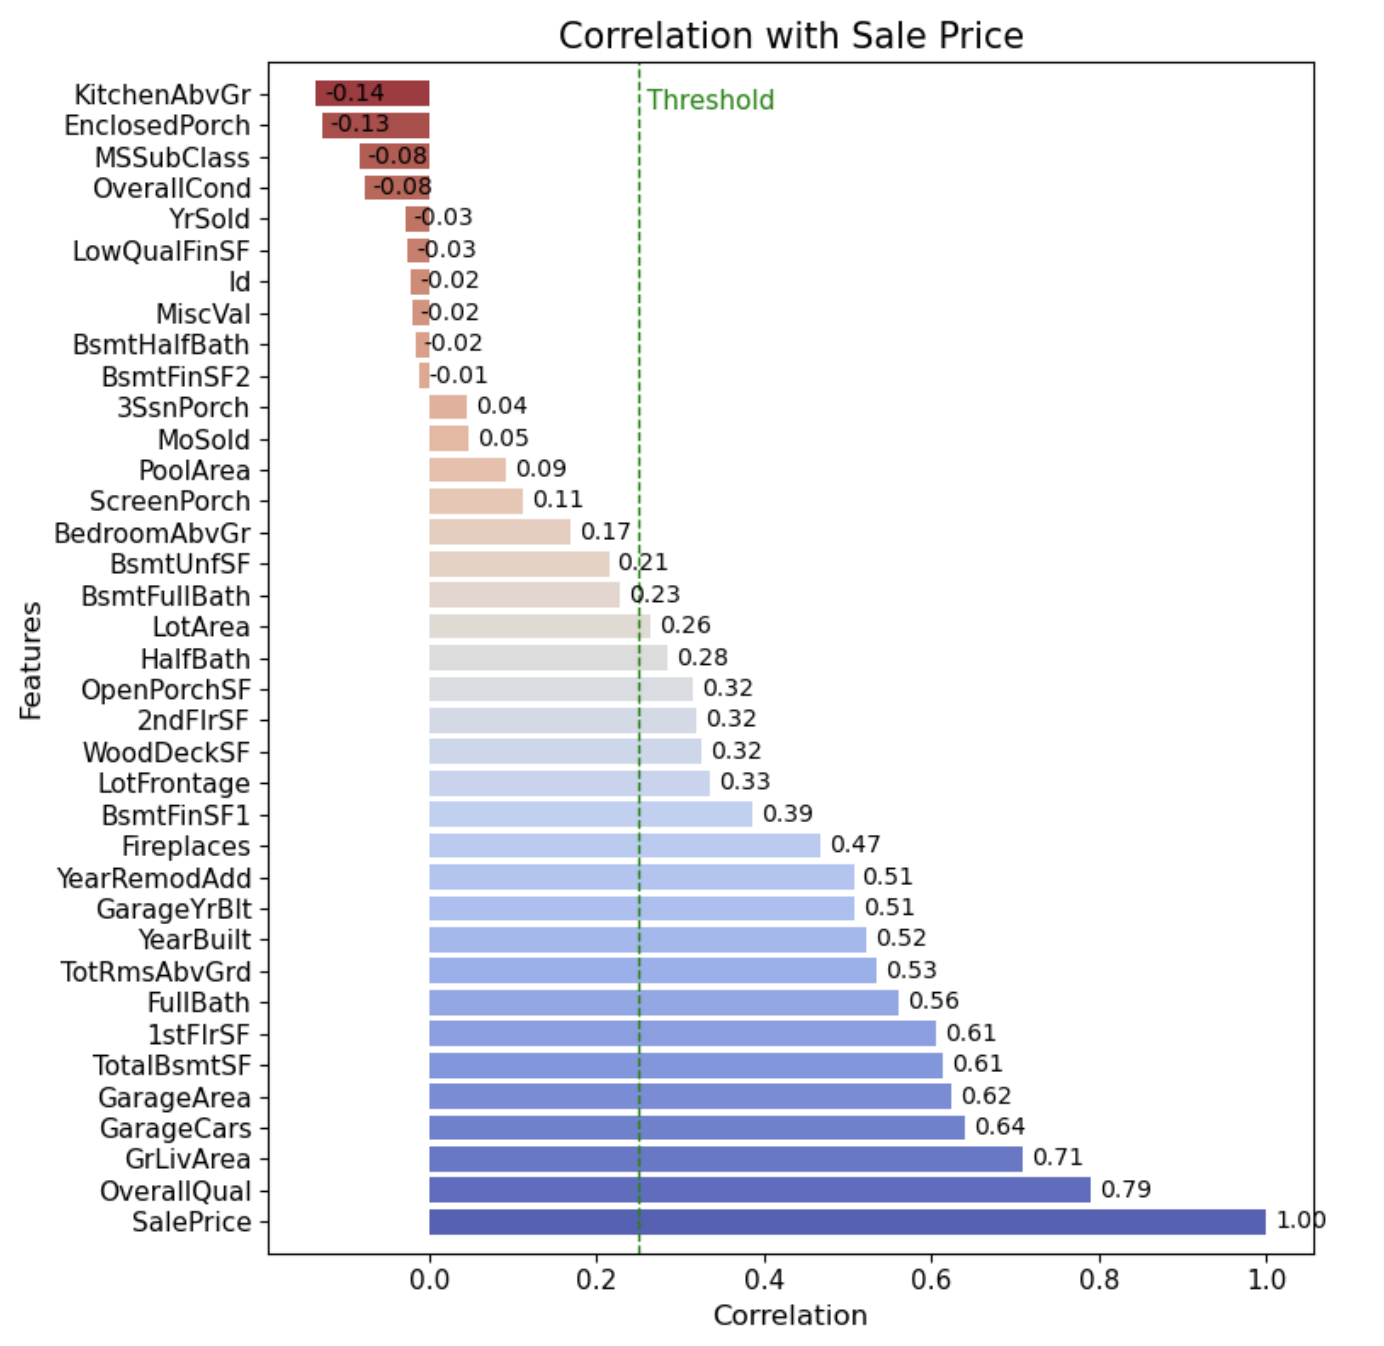 Correlation with Sale Price
Threshold
KitchenAbvGr -0.14
EnclosedPorch -0.13
MSSubClass -0.08
OverallCond -0.08
YrSold -0.03
LowQualFinSF -0.03
Id -0.02
MiscVal -0.02
BsmtHalfBath -0.02
BsmtFinSF2 -0.01
3SsnPorch 0.04
MoSold 0.05
PoolArea 0.09
ScreenPorch 0.11
BedroomAbvGr 0.17
BsmtUnfSF 0.21
BsmtFullBath 0.23
LotArea 0.26
HalfBath 0.28
OpenPorchSF 0.32
2ndFlrSF 0.32
WoodDeckSF 0.32
LotFrontage 0.33
BsmtFinSF1 0.39
Fireplaces 0.47
YearRemodAdd 0.51
GarageYrBlt 0.51
YearBuilt 0.52
TotRmsAbvGrd 0.53
FullBath 0.56
1stFlrSF 0.61
TotalBsmtSF 0.61
GarageArea 0.62
GarageCars 0.64
GrLivArea 0.71
OverallQual 0.79
SalePrice 1.00
Features
0.0 0.2 0.4 0.6 0.8 1.0
Correlation